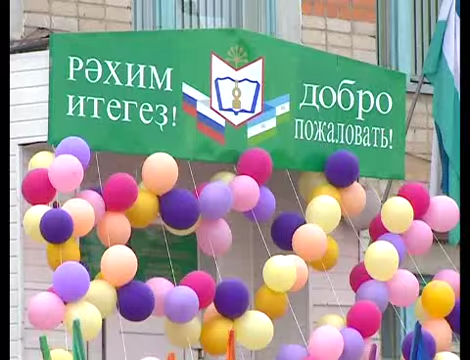 рәхим
итегеҙ!
добро
пожаловать!